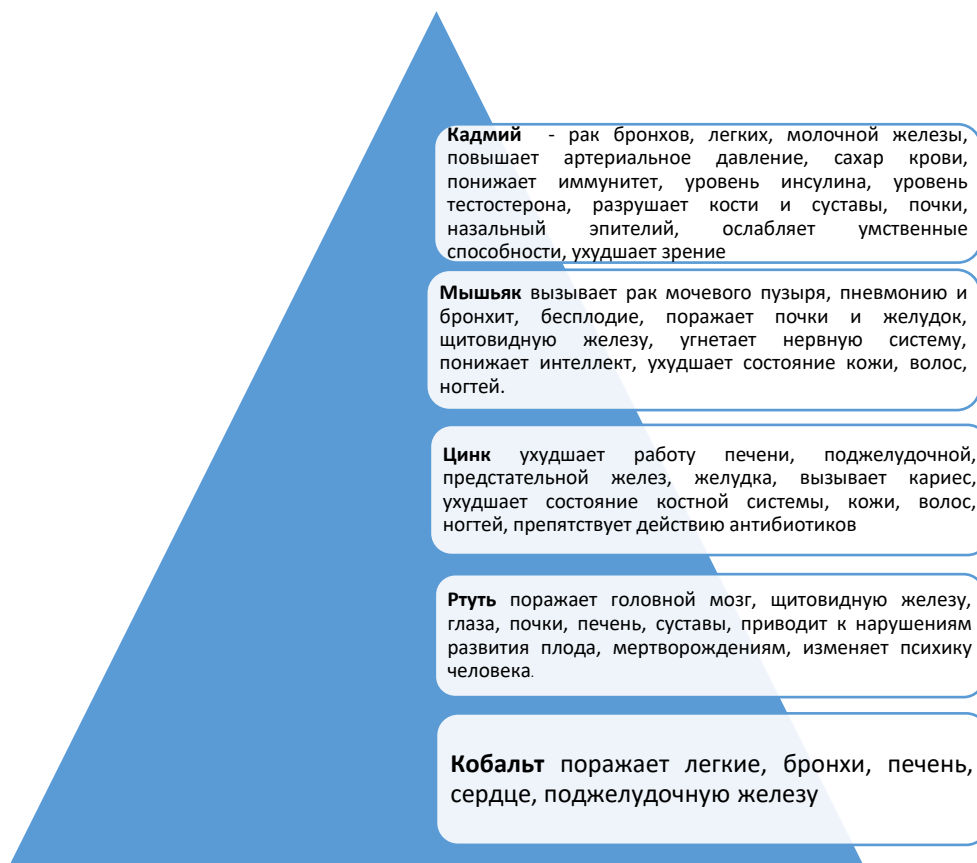 Кадмий - рак бронхов, легких, молочной железы,
повышает артериальное давление, сахар крови,
понижает иммунитет, уровень инсулина, уровень
тестостерона, разрушает кости и суставы, почки,
назальный эпителий, ослабляет умственные
способности, ухудшает зрение
Мышьяк вызывает рак мочевого пузыря, пневмонию и
бронхит, бесплодие, поражает почки и желудок,
щитовидную железу, угнетает нервную систему,
понижает интеллект, ухудшает состояние кожи, волос,
ногтей.
Цинк ухудшает работу печени, поджелудочной,
предстательной желез, желудка, вызывает кариес,
ухудшает состояние костной системы, кожи, волос,
ногтей, препятствует действию антибиотиков
Ртуть поражает головной мозг, щитовидную железу,
глаза, почки, печень, суставы, приводит к нарушениям
развития плода, мертворождениям, изменяет психику
человека.
Кобальт поражает легкие, бронхи, печень,
сердце, поджелудочную железу